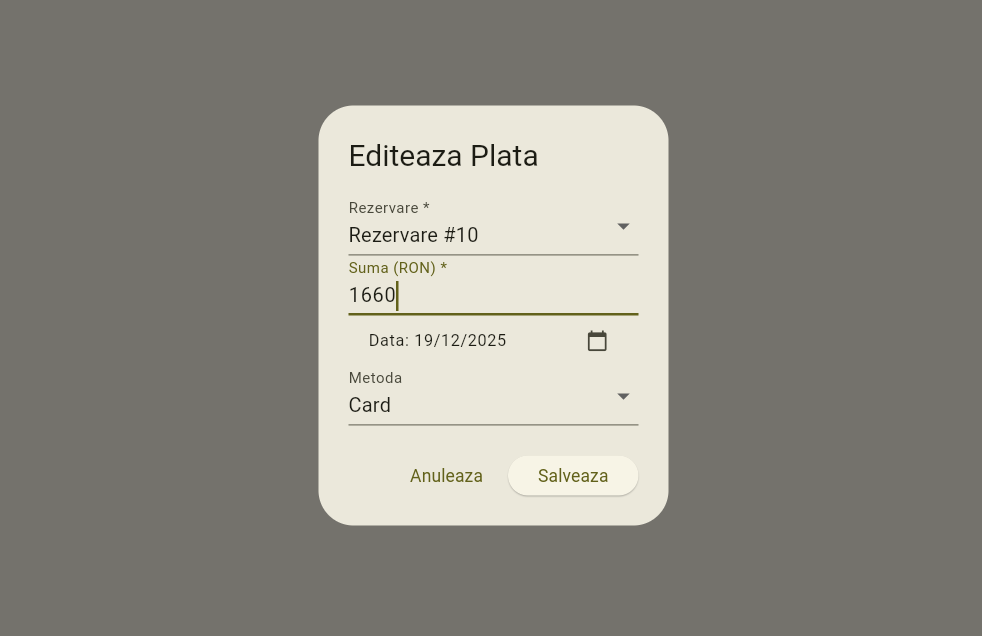 Editeaza Plata
Rezervare *
Rezervare #10
Suma (RON) *
1660
Data: 19/12/2025
Metoda
Card
Anuleaza Salveaza